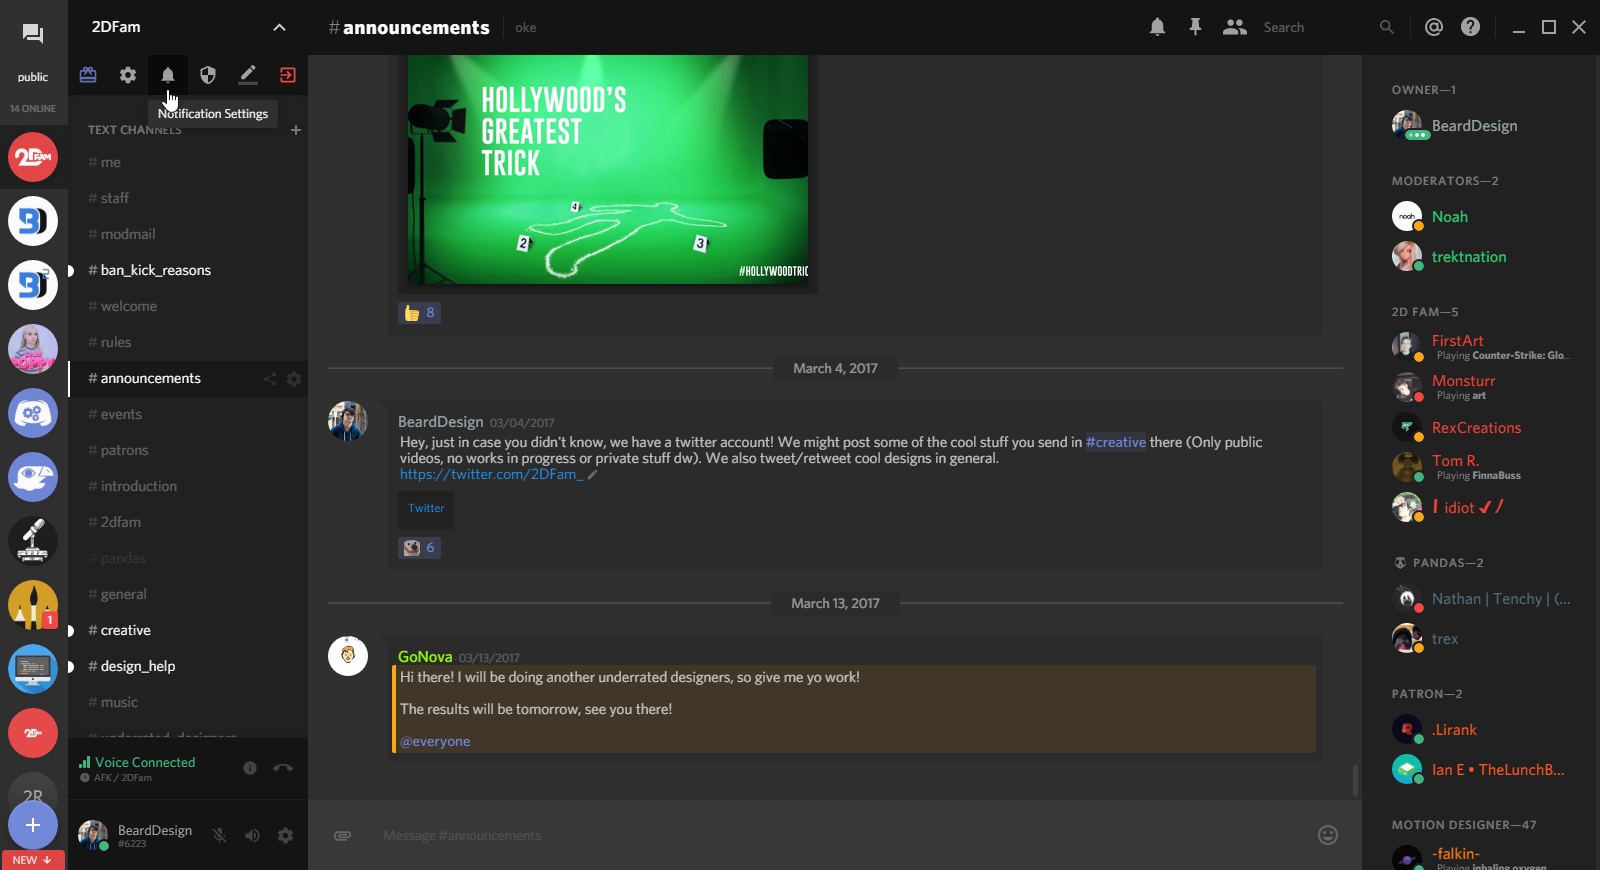 public
14 ONLINE
2DFAM
1
2R
NEW
2DFam
Notification Settings
TEXT CHANNELS
# me
# staff
# modmail
# ban_kick_reasons
# welcome
# rules
# announcements
# events
# patrons
# introduction
# 2dfam
# pandas
# general
# creative
# design_help
# music
# underrated_designers
Voice Connected
AFK / 2DFam
BeardDesign
#6223
# announcements
oke
Search
HOLLYWOOD'S
GREATEST
TRICK
4
2
3
#HOLLYWOODTRIC
8
March 4, 2017
BeardDesign 03/04/2017
Hey, just in case you didn't know, we have a twitter account! We might post some of the cool stuff you send in #creative there (Only public
videos, no works in progress or private stuff dw). We also tweet/retweet cool designs in general.
https://twitter.com/2DFam_
Twitter
6
March 13, 2017
GoNova 03/13/2017
Hi there! I will be doing another underrated designers, so give me yo work!
The results will be tomorrow, see you there!
@everyone
Message #announcements
OWNER—1
BeardDesign
MODERATORS—2
noah
Noah
trektnation
2D FAM—5
FirstArt
Playing Counter-Strike: Glo...
Monsturr
Playing art
RexCreations
Tom R.
Playing FinnaBuss
idiot
PANDAS—2
Nathan | Tenchy | (...
trex
PATRON—2
.Lirank
Ian E • TheLunchB...
MOTION DESIGNER—47
-falkin-
Playing inhaling oxygen